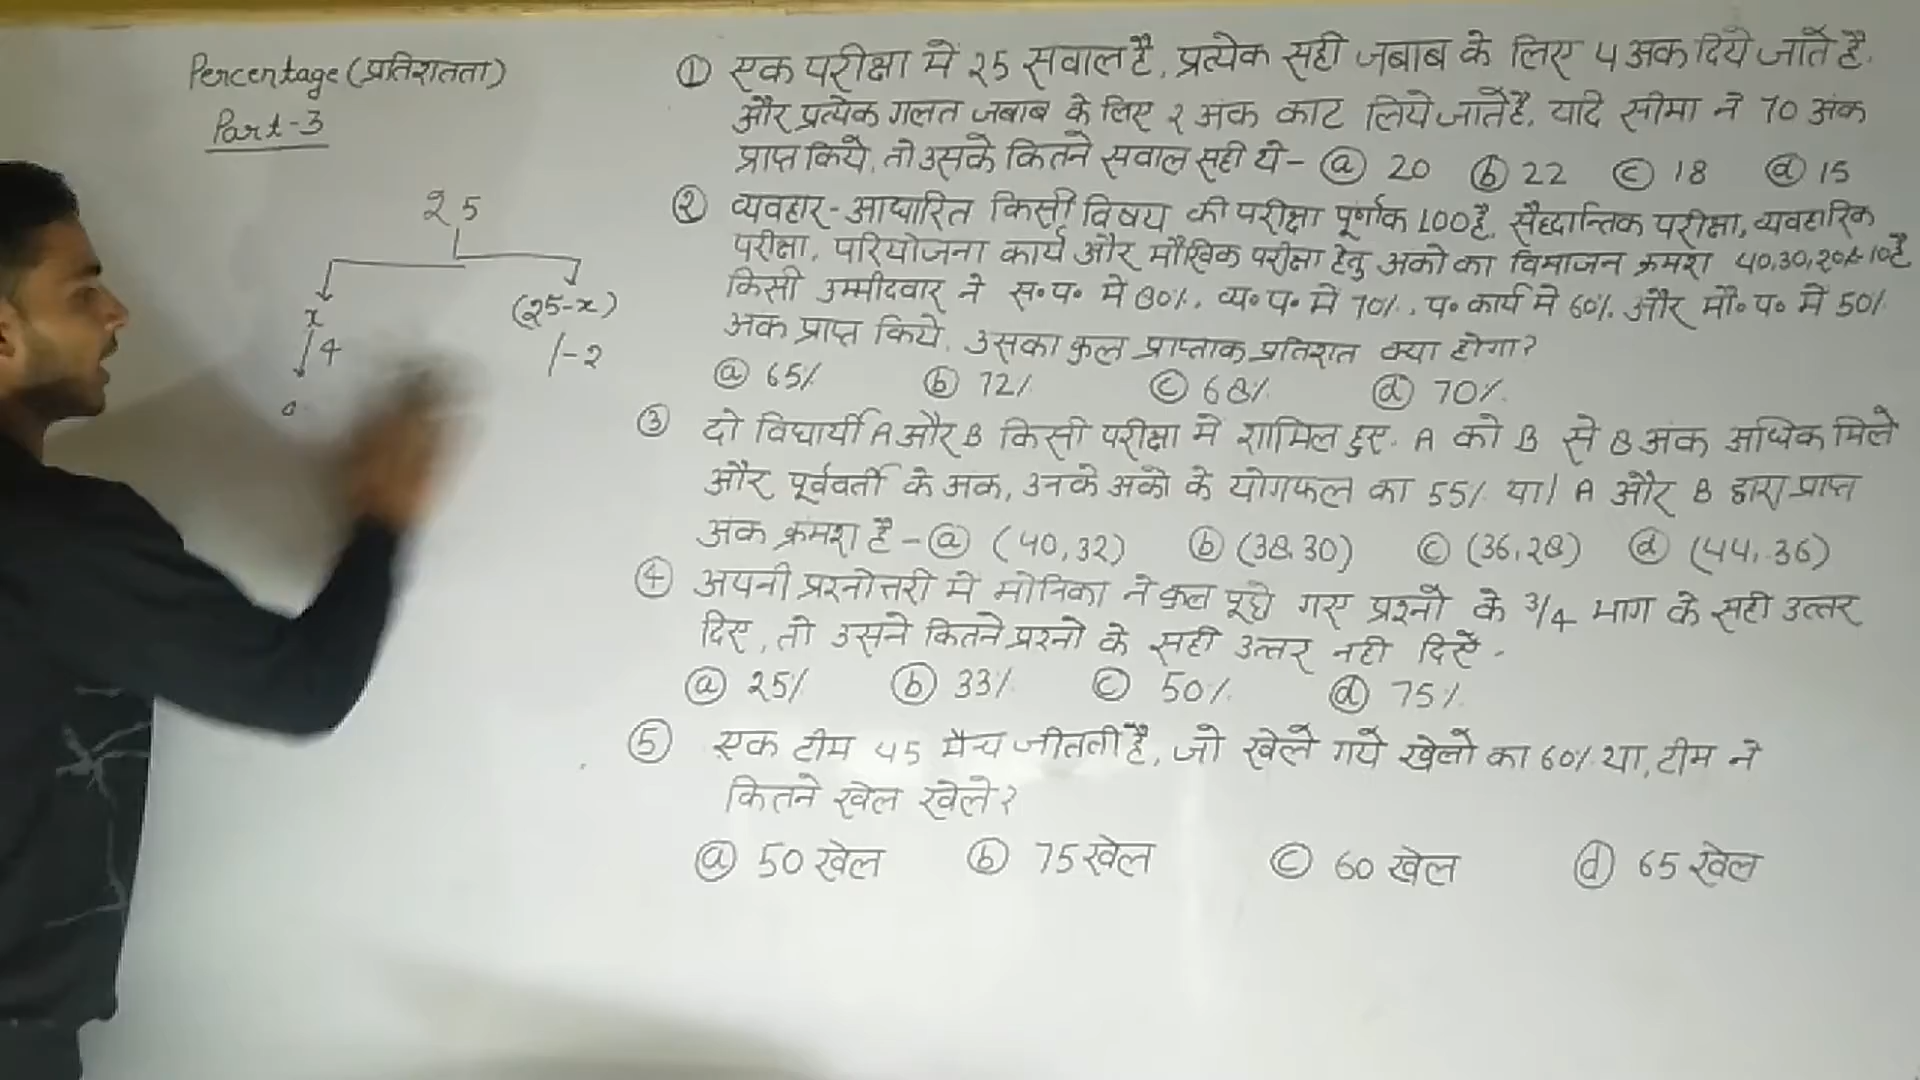 Percentage (प्रतिशतता)
Part-3
25
x
(25-x)
4
/-2
① एक परीक्षा में 25 सवाल है, प्रत्येक सही जबाब के लिए 4 अंक दिये जाते है.
और प्रत्येक गलत जबाब के लिए 2 अंक काट लिये जाते है. यदि सीमा ने 70 अंक
प्राप्त किये, तो उसके कितने सवाल सही थे- ⓐ 20 ⓑ 22 ⓒ 18 ⓓ 15
② व्यवहार-आधारित किसी विषय की परीक्षा पूर्णांक 100 है. सैध्दान्तिक परीक्षा, व्यवहारिक
परीक्षा, परियोजना कार्य और मौखिक परीक्षा हेतु अंको का विभाजन क्रमश 40,30,20 & 10 है
किसी उम्मीदवार ने स॰प॰ मे 80%, व्य॰प॰ में 70%, प॰ कार्य मे 60% और मौ॰प॰ में 50%
अंक प्राप्त किये. उसका कुल प्राप्तांक प्रतिशत क्या होगा?
ⓐ 65% ⓑ 72% ⓒ 68% ⓓ 70%
③ दो विधार्यी A और B किसी परीक्षा में शामिल हुए. A को B से 8 अंक अधिक मिले
और पूर्ववर्ती के अंक, उनके अंको के योगफल का 55% था। A और B द्वारा प्राप्त
अंक क्रमश है - ⓐ (40,32) ⓑ (38,30) ⓒ (36,28) ⓓ (44,36)
④ अपनी प्रश्नोत्तरी मे मोनिका ने कुल पूछे गए प्रश्नो के 3/4 भाग के सही उत्तर
दिए, तो उसने कितने प्रश्नो के सही उत्तर नही दिऐं.
ⓐ 25% ⓑ 33% ⓒ 50% ⓓ 75%
⑤ एक टीम 45 मैच जीतती है, जो खेले गये खेलो का 60% था, टीम ने
कितने खेल खेले?
ⓐ 50 खेल ⓑ 75 खेल ⓒ 60 खेल ⓓ 65 खेल